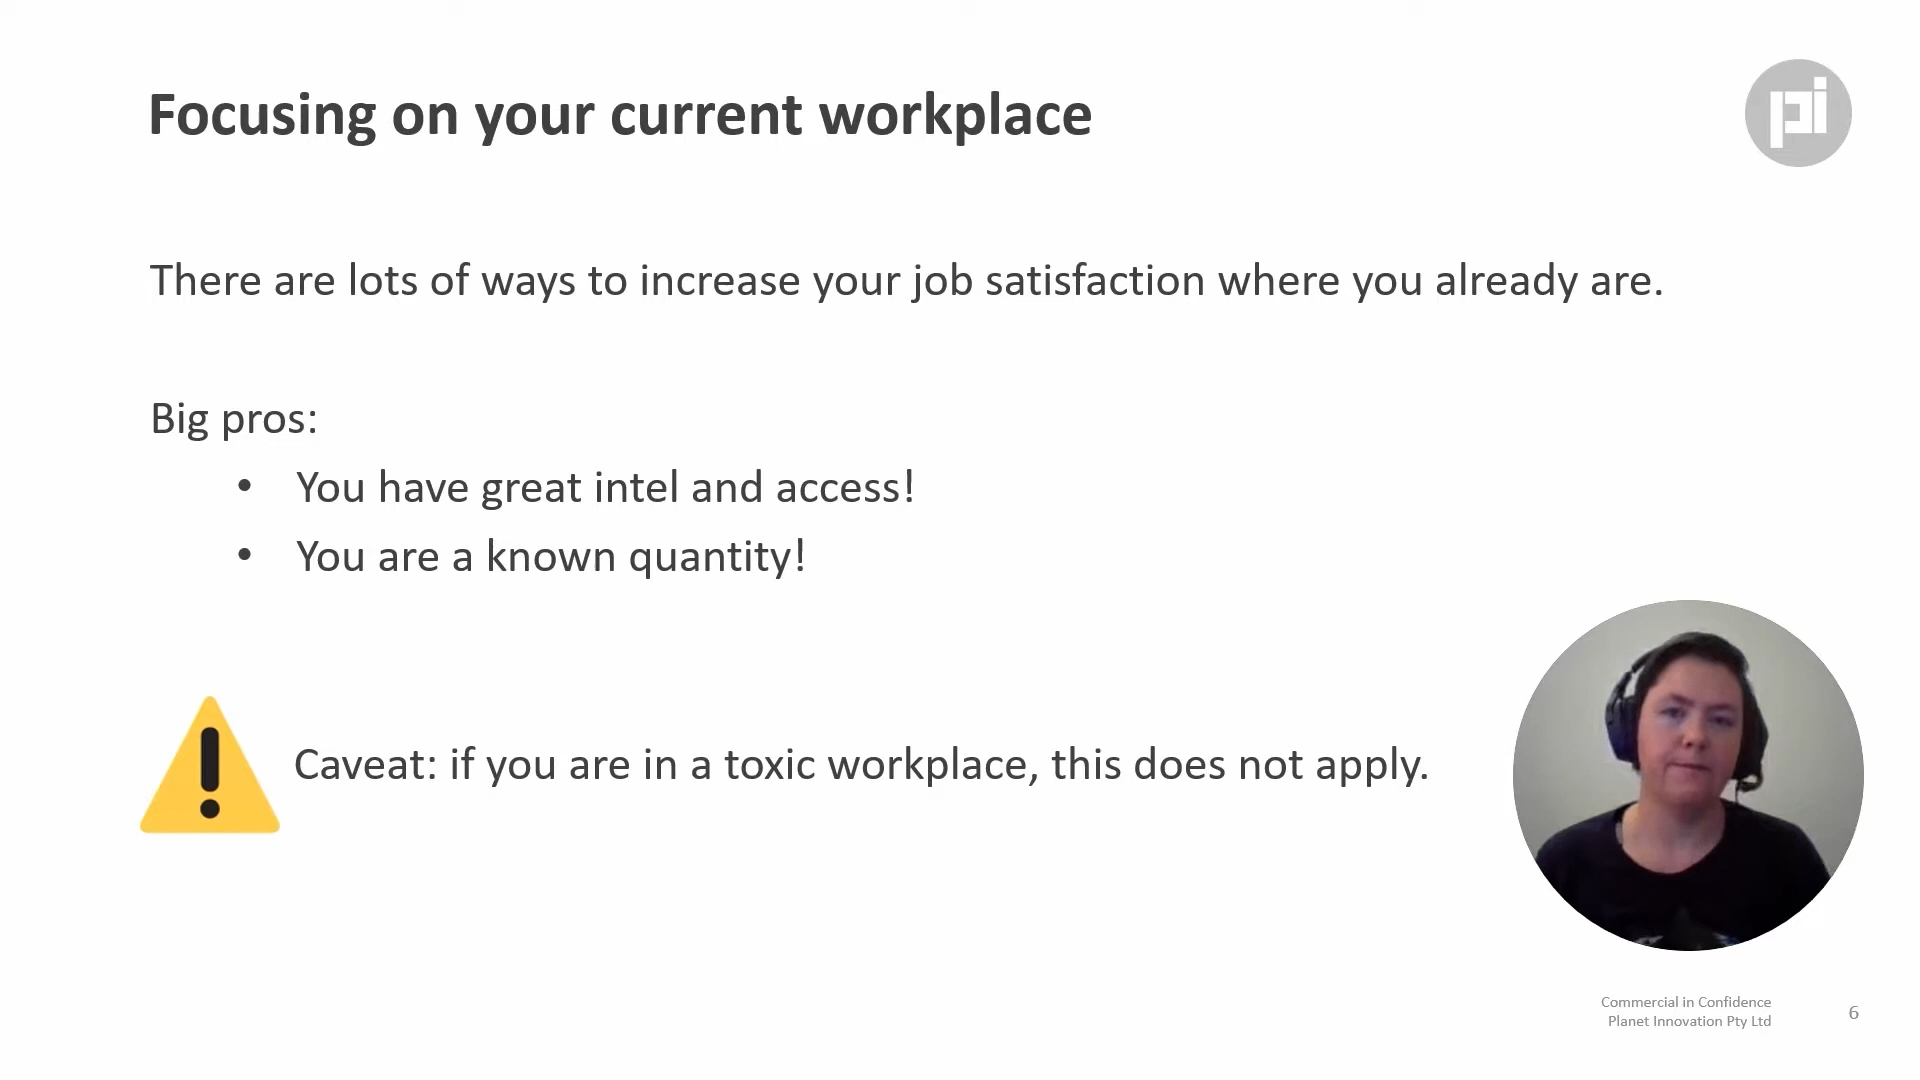 Focusing on your current workplace
pi
There are lots of ways to increase your job satisfaction where you already are.
Big pros:
• You have great intel and access!
• You are a known quantity!
Caveat: if you are in a toxic workplace, this does not apply.
Commercial in Confidence
Planet Innovation Pty Ltd
6